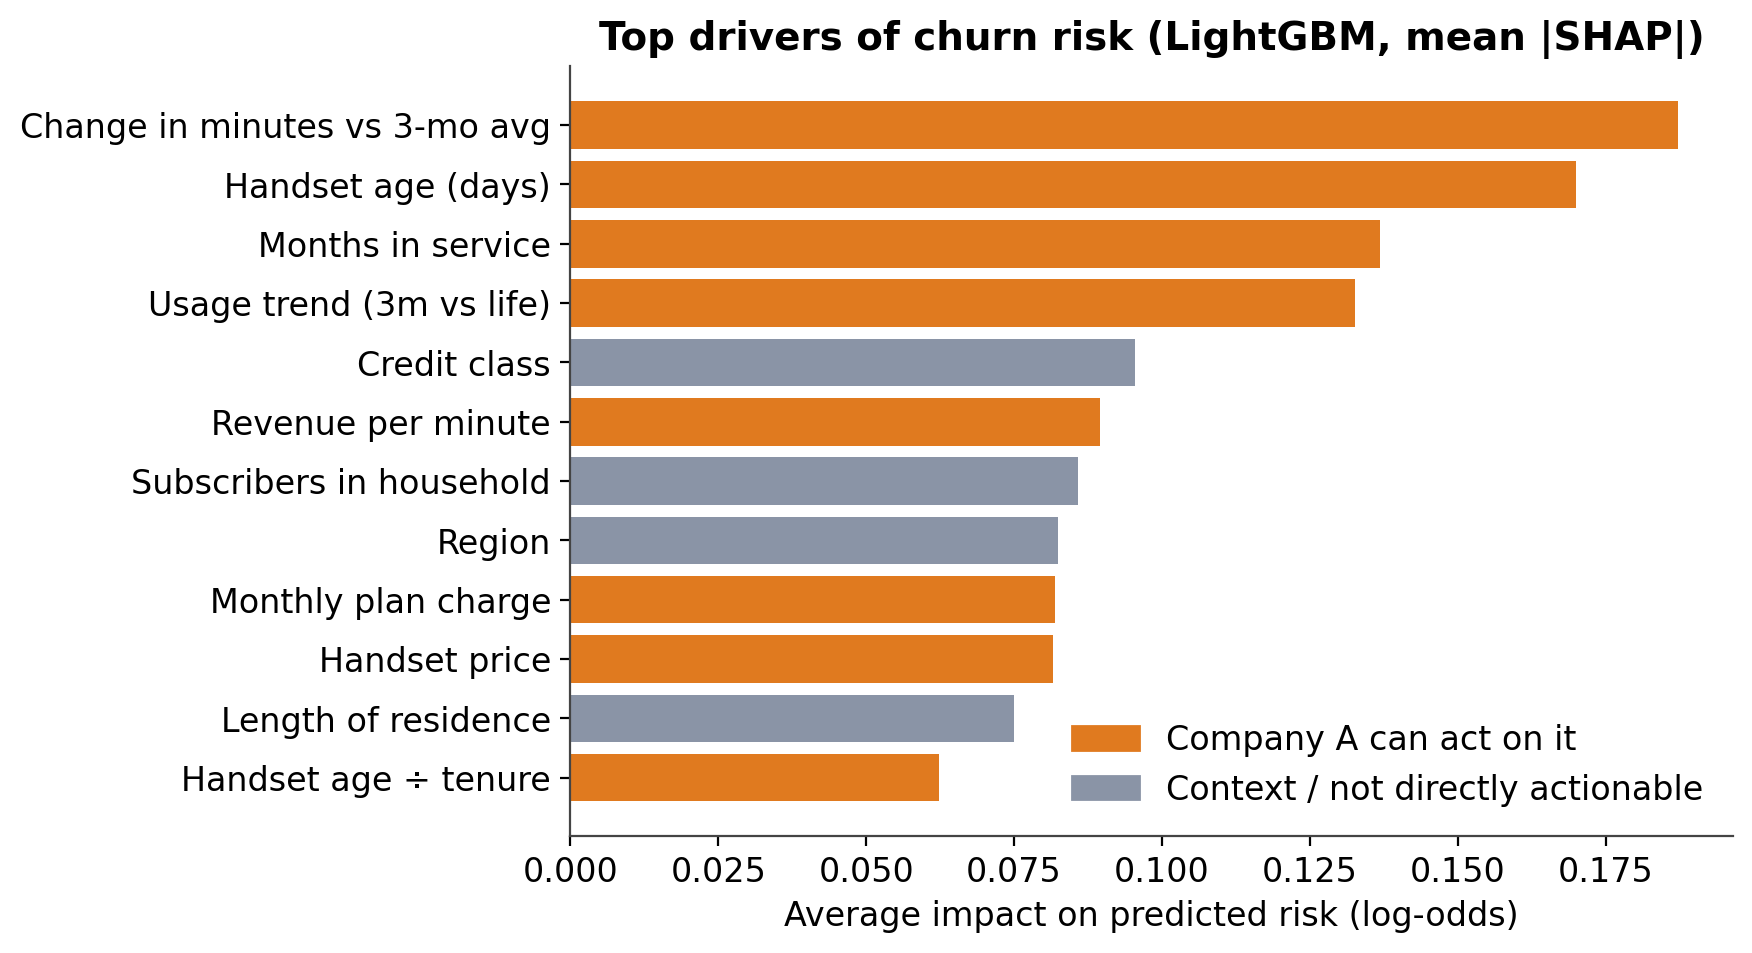 Top drivers of churn risk (LightGBM, mean |SHAP|)
Change in minutes vs 3-mo avg
Handset age (days)
Months in service
Usage trend (3m vs life)
Credit class
Revenue per minute
Subscribers in household
Region
Monthly plan charge
Handset price
Length of residence
Handset age ÷ tenure
Company A can act on it
Context / not directly actionable
0.000 0.025 0.050 0.075 0.100 0.125 0.150 0.175
Average impact on predicted risk (log-odds)